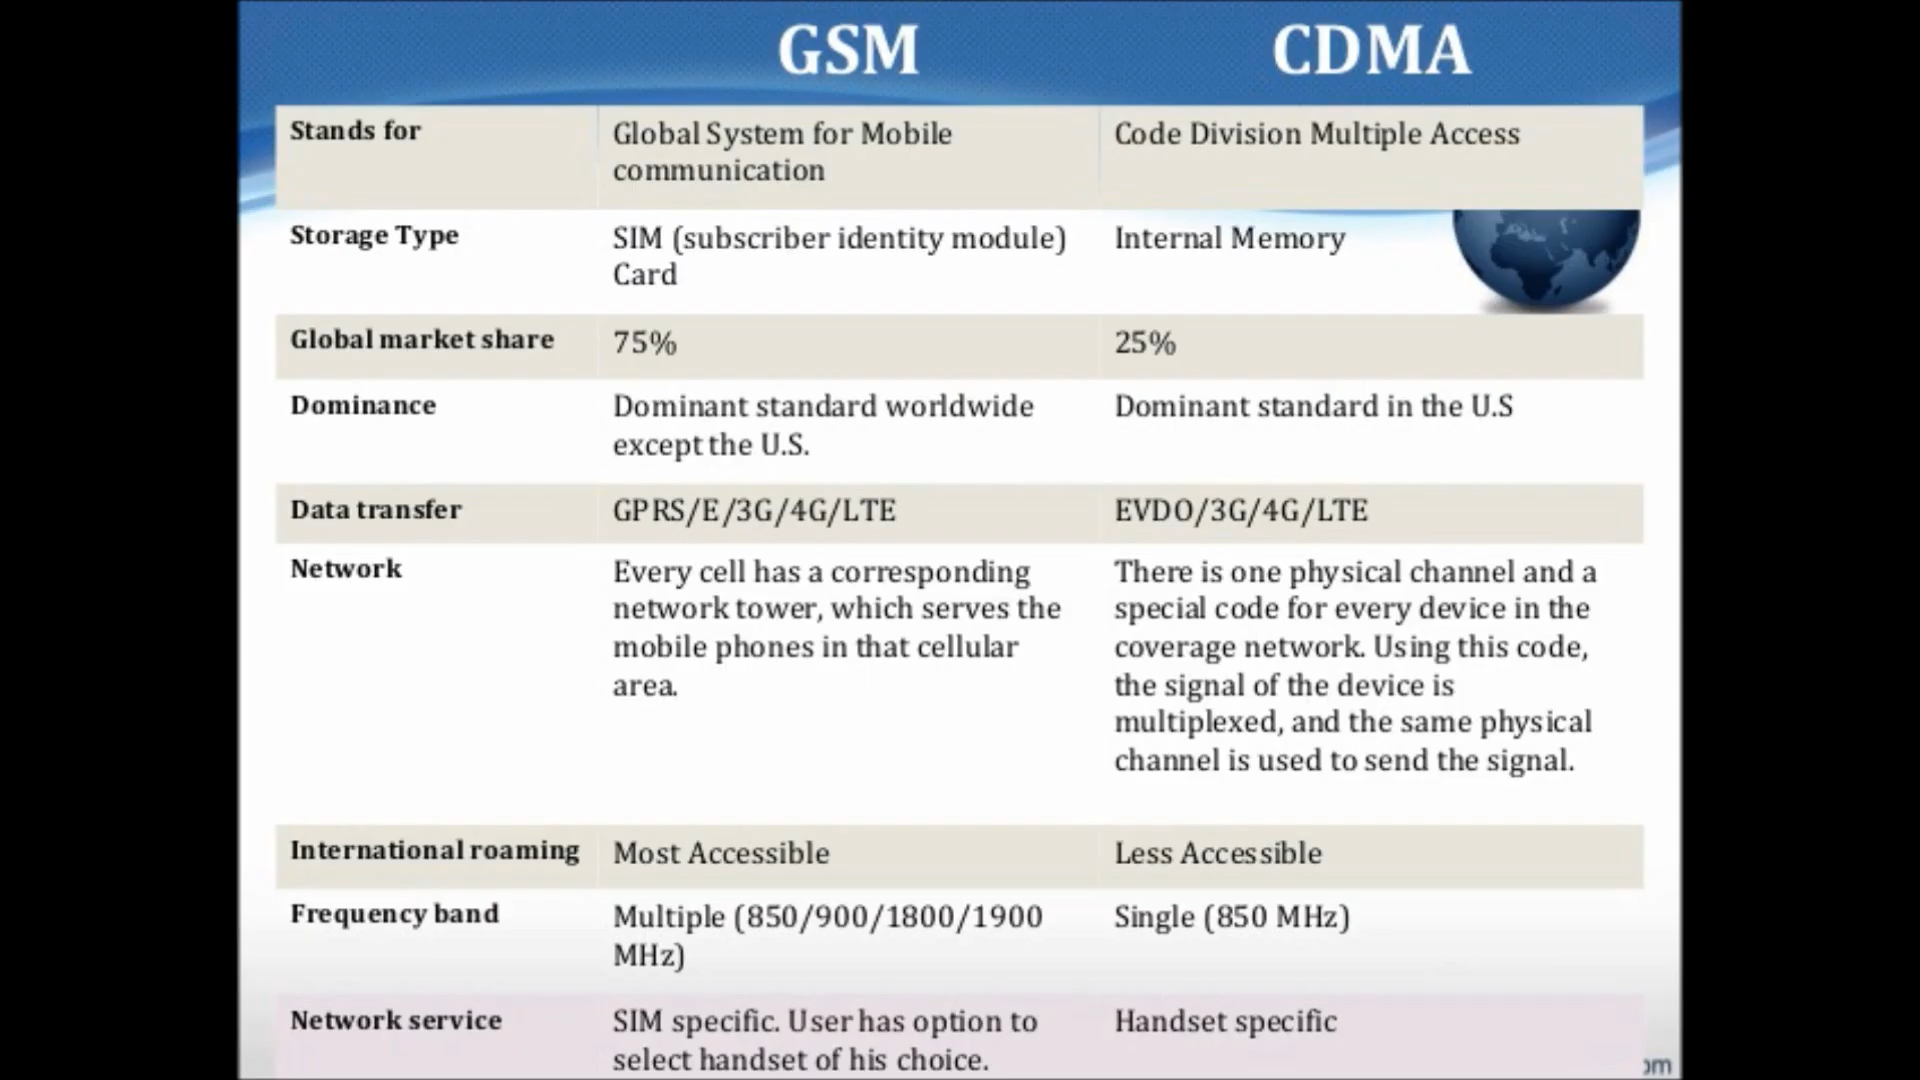 GSM CDMA
Stands for
Global System for Mobile
communication
Code Division Multiple Access
Storage Type
SIM (subscriber identity module)
Card
Internal Memory
Global market share
75%
25%
Dominance
Dominant standard worldwide
except the U.S.
Dominant standard in the U.S
Data transfer
GPRS/E/3G/4G/LTE
EVDO/3G/4G/LTE
Network
Every cell has a corresponding
network tower, which serves the
mobile phones in that cellular
area.
There is one physical channel and a
special code for every device in the
coverage network. Using this code,
the signal of the device is
multiplexed, and the same physical
channel is used to send the signal.
International roaming
Most Accessible
Less Accessible
Frequency band
Multiple (850/900/1800/1900
MHz)
Single (850 MHz)
Network service
SIM specific. User has option to
select handset of his choice.
Handset specific